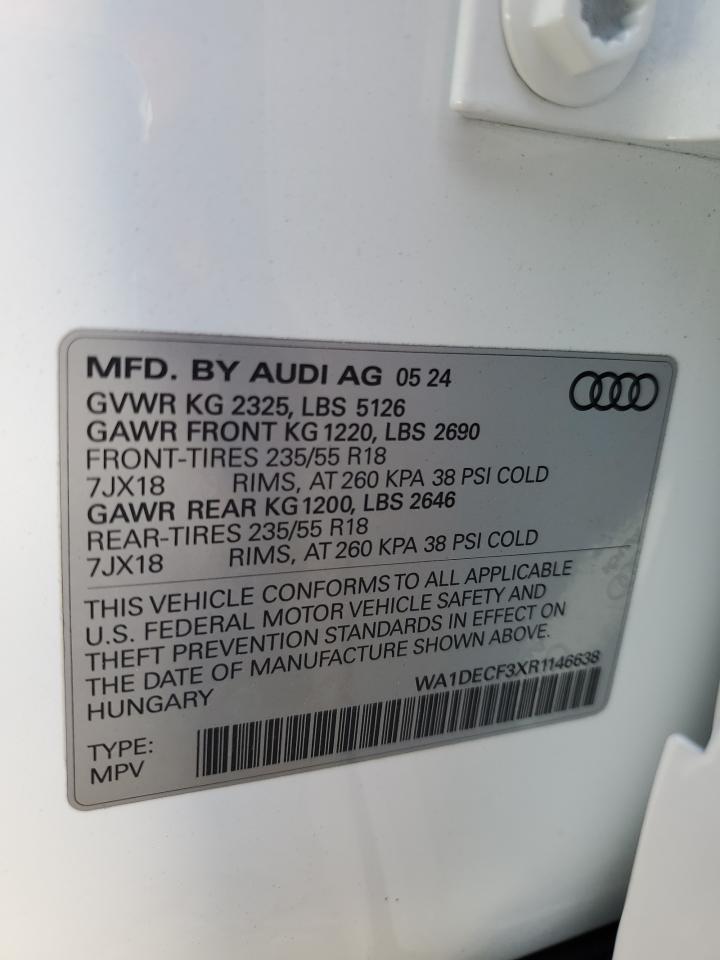 MFD. BY AUDI AG 05 24
GVWR KG 2325, LBS 5126
GAWR FRONT KG 1220, LBS 2690
FRONT-TIRES 235/55 R18
7JX18 RIMS, AT 260 KPA 38 PSI COLD
GAWR REAR KG 1200, LBS 2646
REAR-TIRES 235/55 R18
7JX18 RIMS, AT 260 KPA 38 PSI COLD
THIS VEHICLE CONFORMS TO ALL APPLICABLE
U.S. FEDERAL MOTOR VEHICLE SAFETY AND
THEFT PREVENTION STANDARDS IN EFFECT ON
THE DATE OF MANUFACTURE SHOWN ABOVE.
HUNGARY WA1DECF3XR1146638
TYPE:
MPV